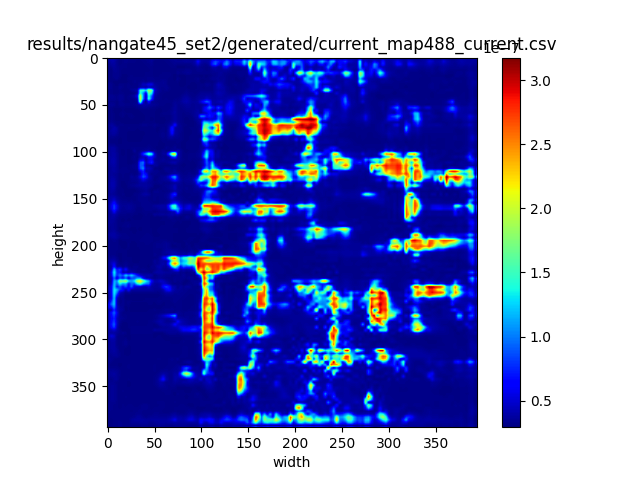 results/nangate45_set2/generated/current_map488_current.csv
1e−7
0
50
100
150
200
250
300
350
height
0 50 100 150 200 250 300 350
width
3.0
2.5
2.0
1.5
1.0
0.5